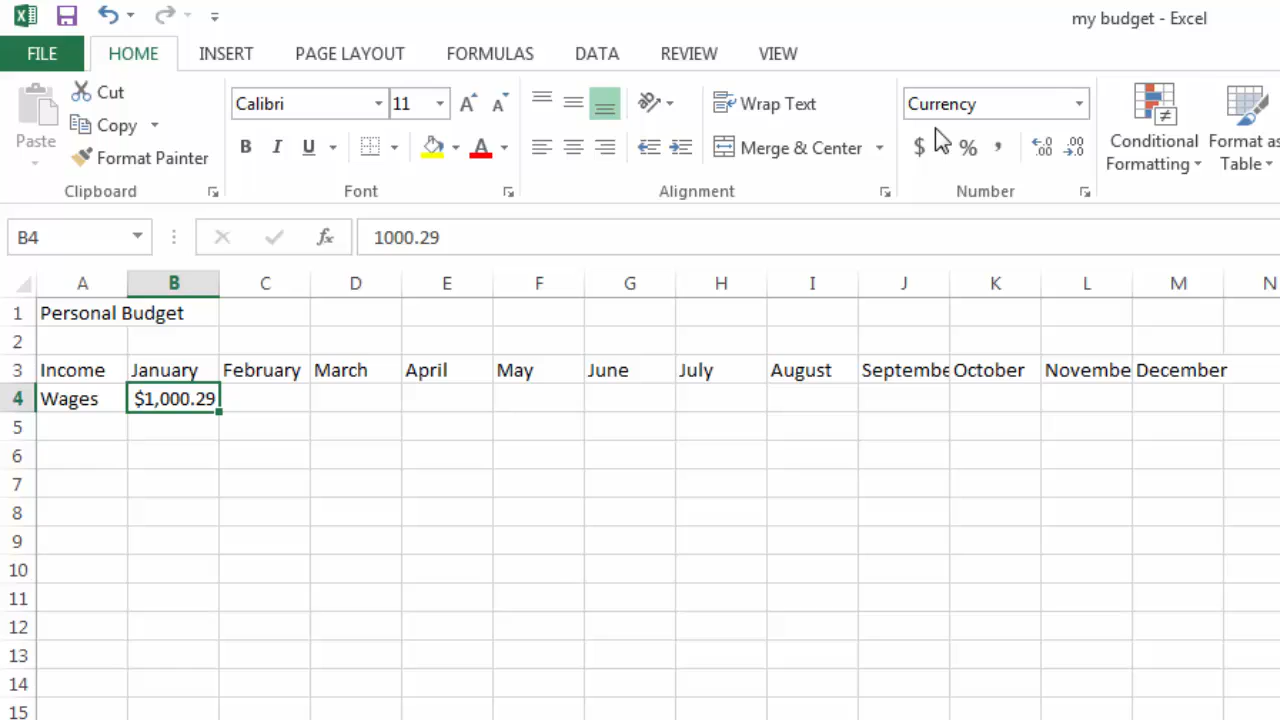 my budget - Excel
FILE HOME INSERT PAGE LAYOUT FORMULAS DATA REVIEW VIEW
Cut
Copy
Format Painter
Paste
Clipboard
Calibri 11
B I U A
Font
Wrap Text
Merge & Center
Alignment
Currency
$ % ,
Number
Conditional Formatting
Format as
Table
B4 fx 1000.29
A B C D E F G H I J K L M N
1 Personal Budget
2
3 Income January February March April May June July August Septembe October Novembe December
4 Wages $1,000.29
5
6
7
8
9
10
11
12
13
14
15